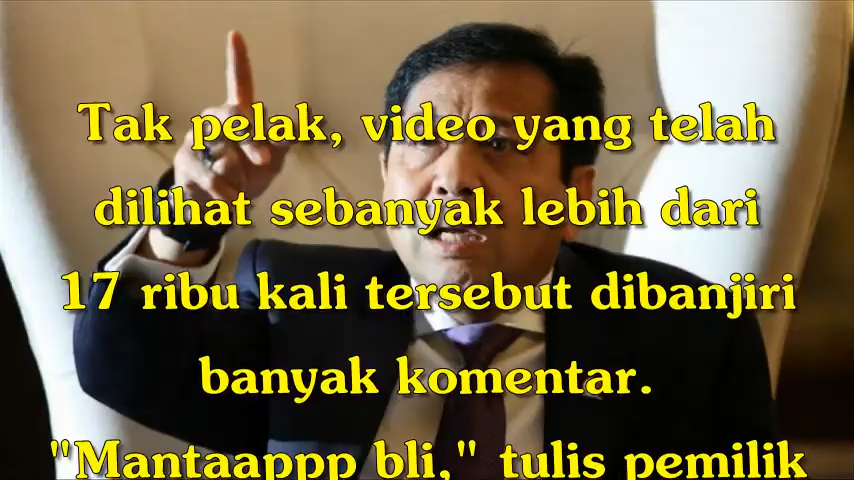 Tak pelak, video yang telah
dilihat sebanyak lebih dari
17 ribu kali tersebut dibanjiri
banyak komentar.
"Mantaappp bli," tulis pemilik